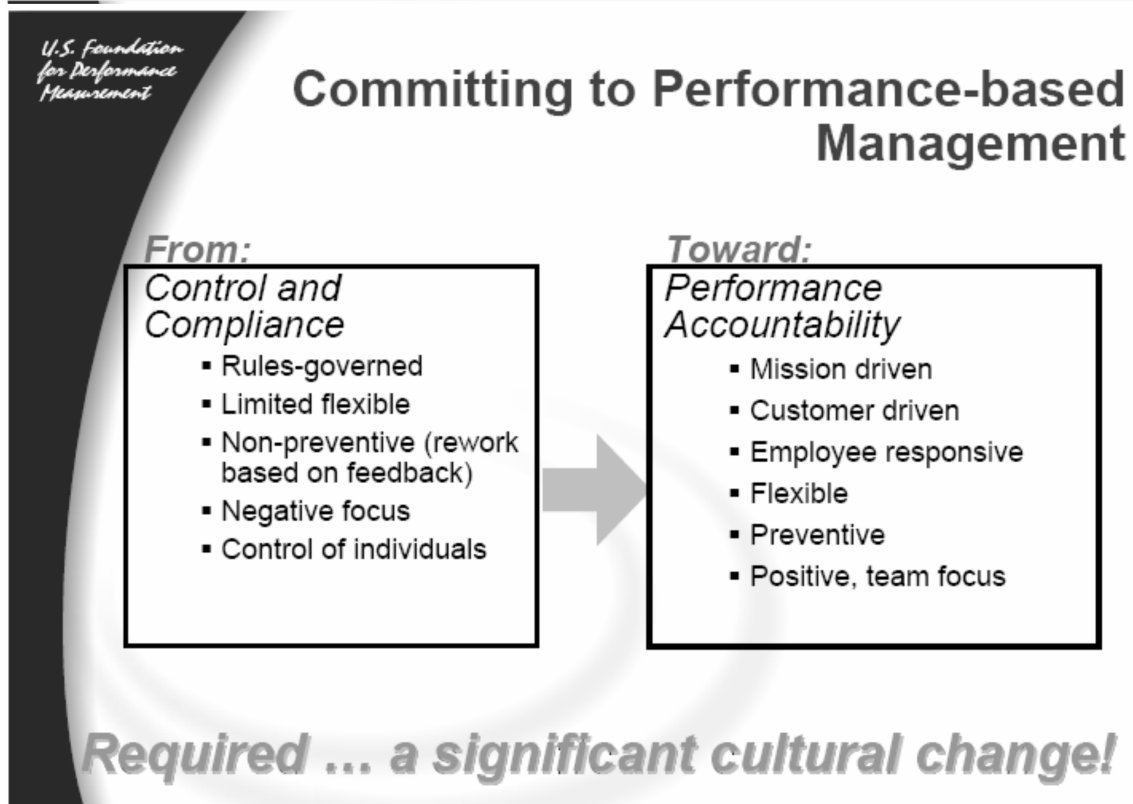 U.S. Foundation
for Performance
Measurement
Committing to Performance-based
Management
From:
Control and
Compliance
▪ Rules-governed
▪ Limited flexible
▪ Non-preventive (rework
based on feedback)
▪ Negative focus
▪ Control of individuals
Toward:
Performance
Accountability
▪ Mission driven
▪ Customer driven
▪ Employee responsive
▪ Flexible
▪ Preventive
▪ Positive, team focus
Required ... a significant cultural change!